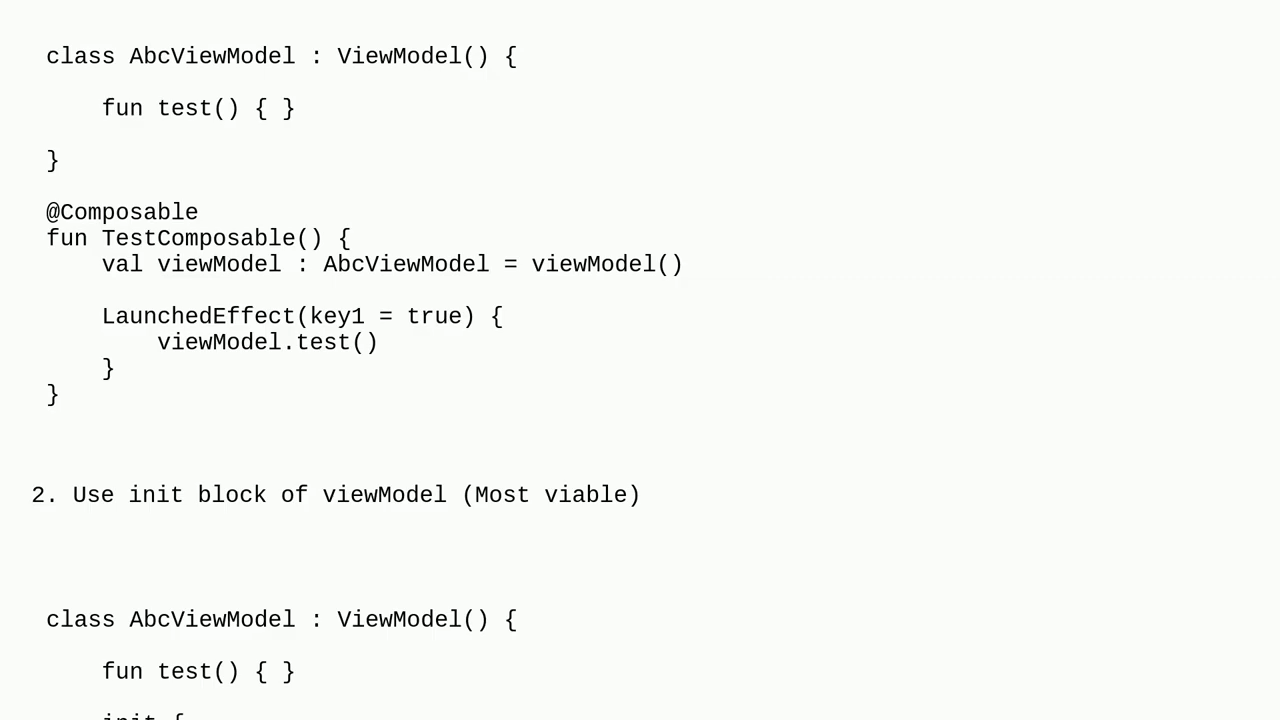 class AbcViewModel : ViewModel() {
fun test() { }
}
@Composable
fun TestComposable() {
val viewModel : AbcViewModel = viewModel()
LaunchedEffect(key1 = true) {
viewModel.test()
}
}
2. Use init block of viewModel (Most viable)
class AbcViewModel : ViewModel() {
fun test() { }
init {